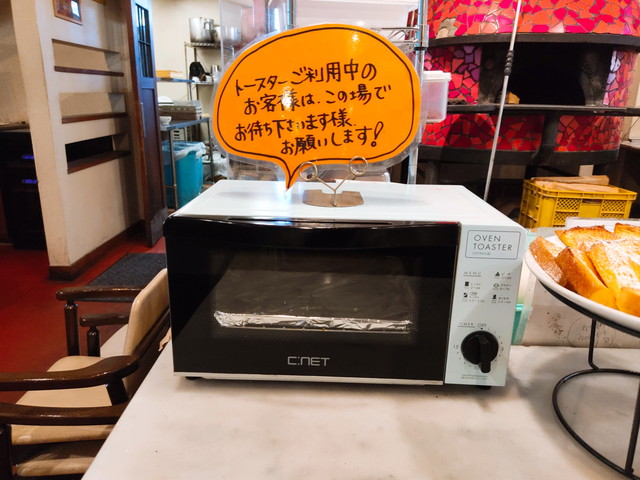 トースターご利用中の
お客様は、この場で
お待ち下さいます様、
お願いします!
OVEN
TOASTER
C:NET